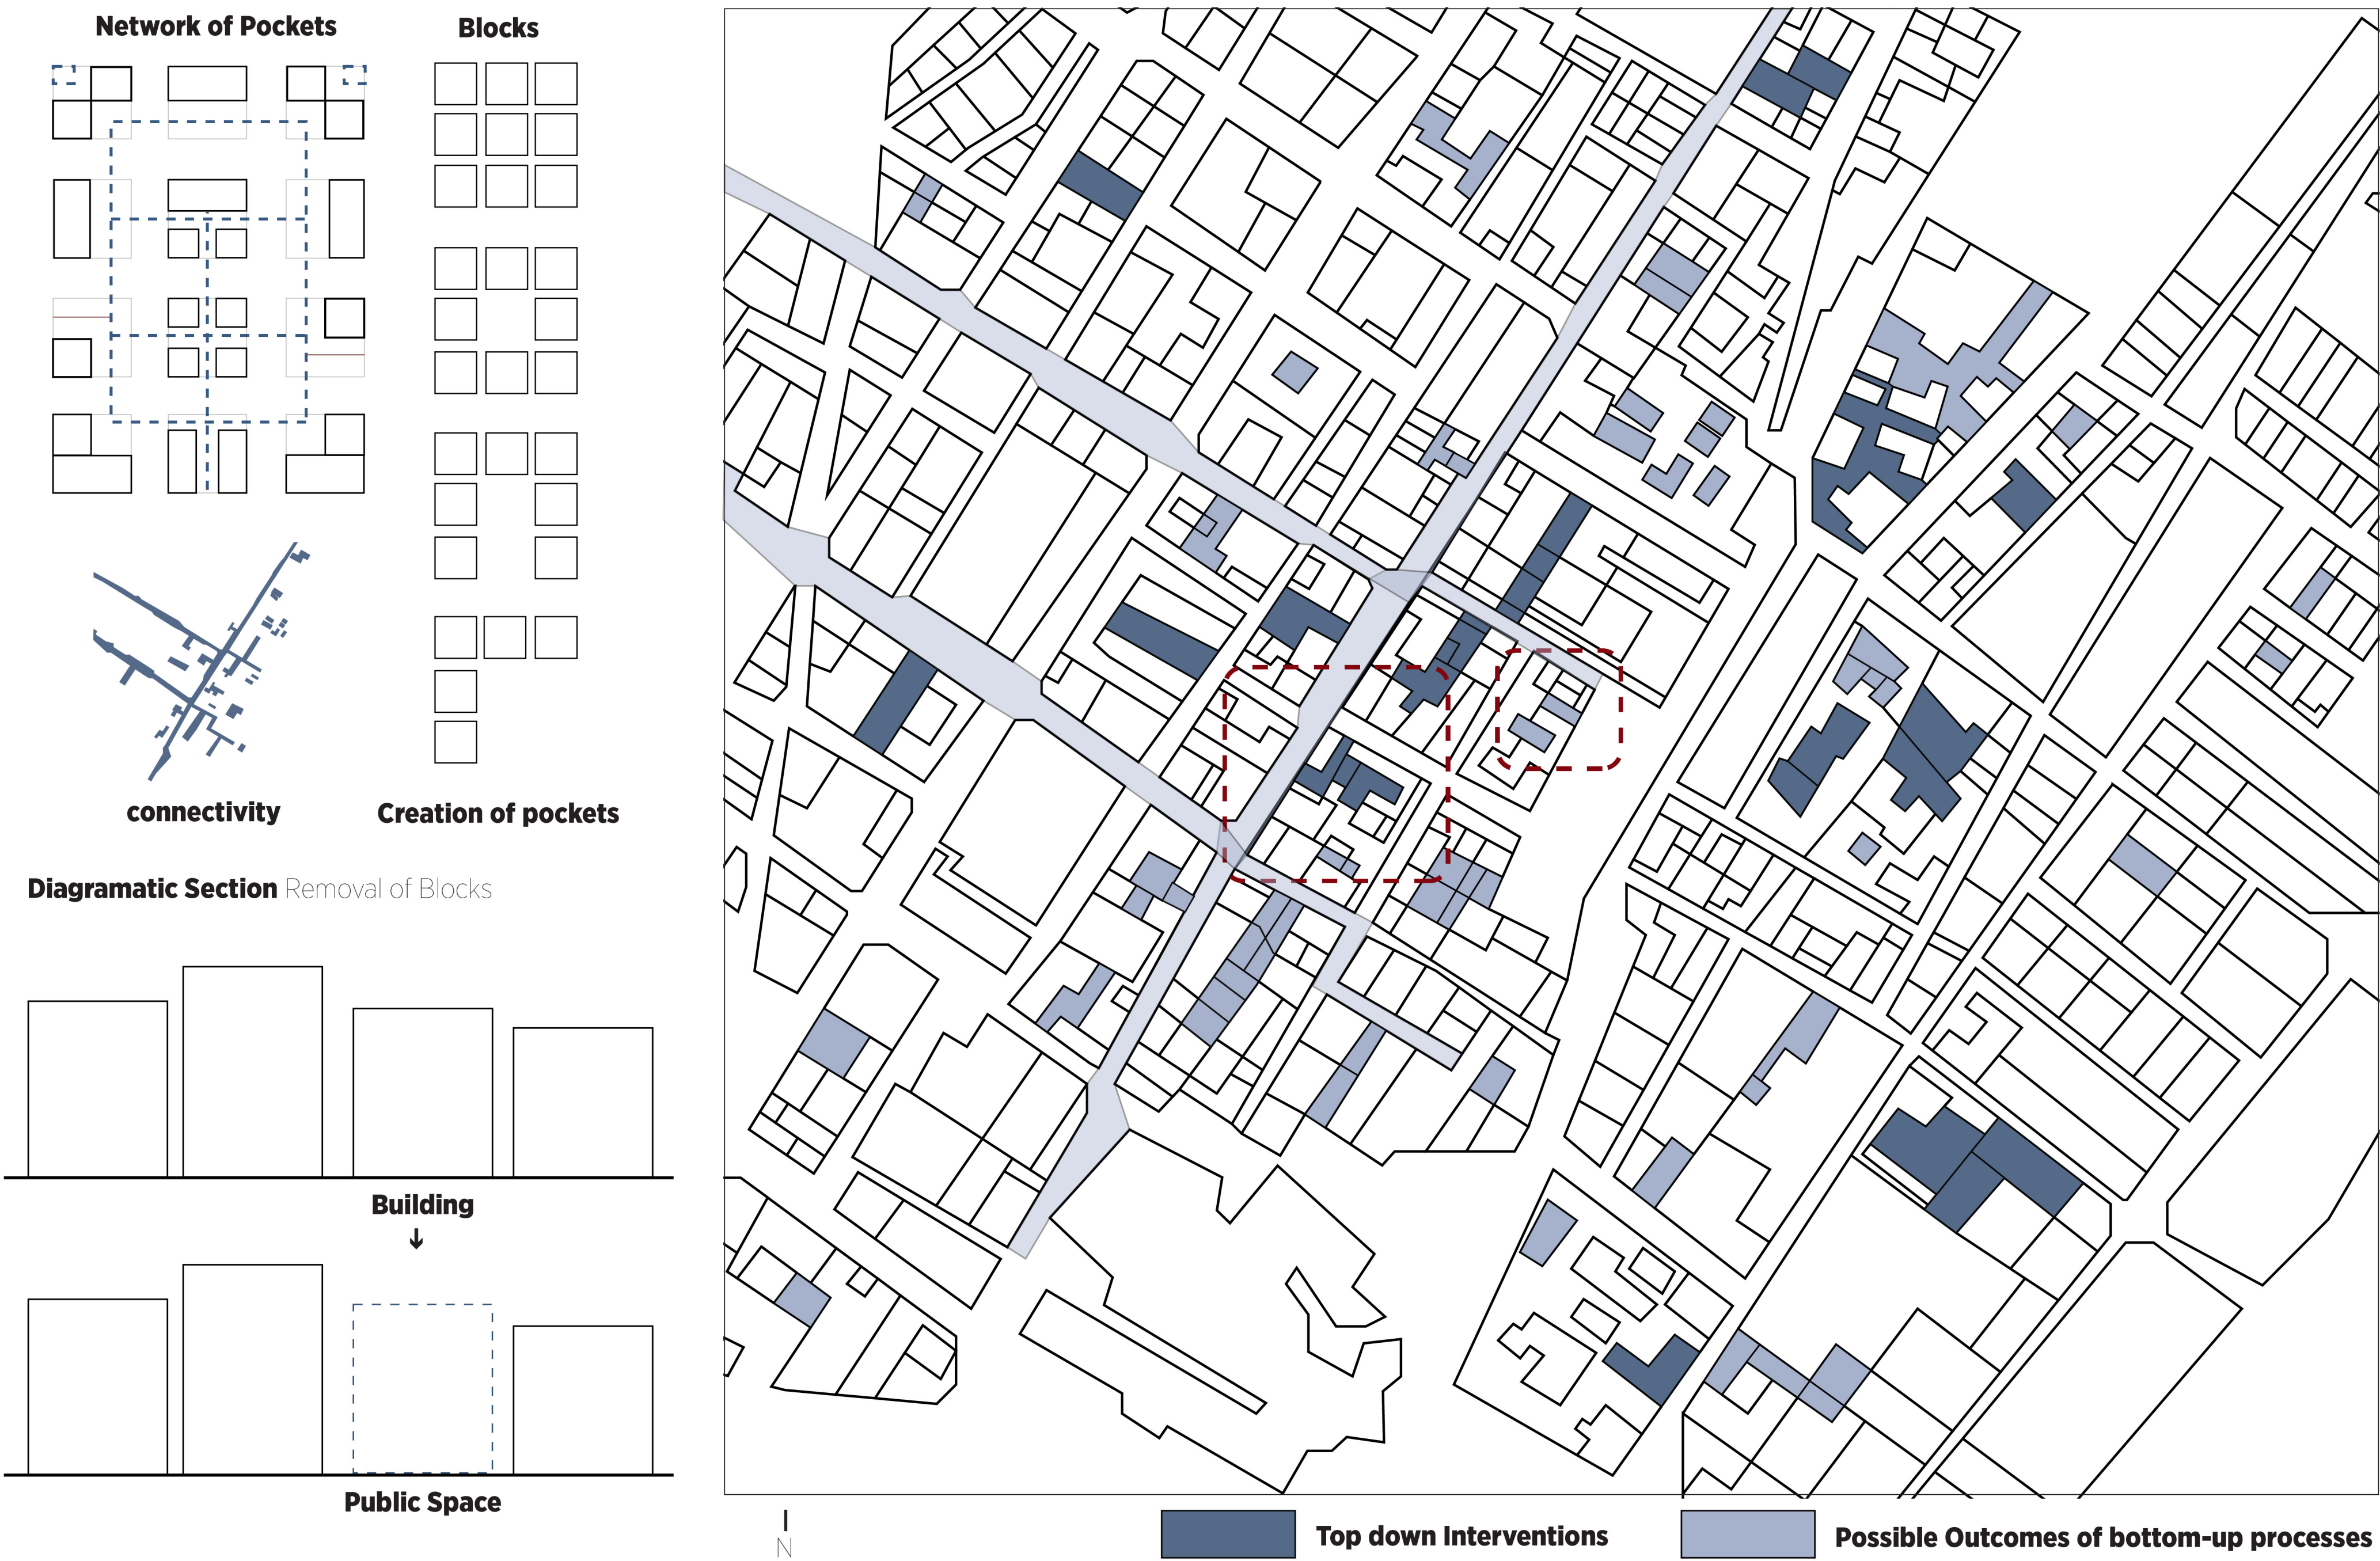 Network of Pockets
Blocks
connectivity
Creation of pockets
Diagramatic Section Removal of Blocks
Building
↓
Public Space
N
Top down Interventions
Possible Outcomes of bottom-up processes